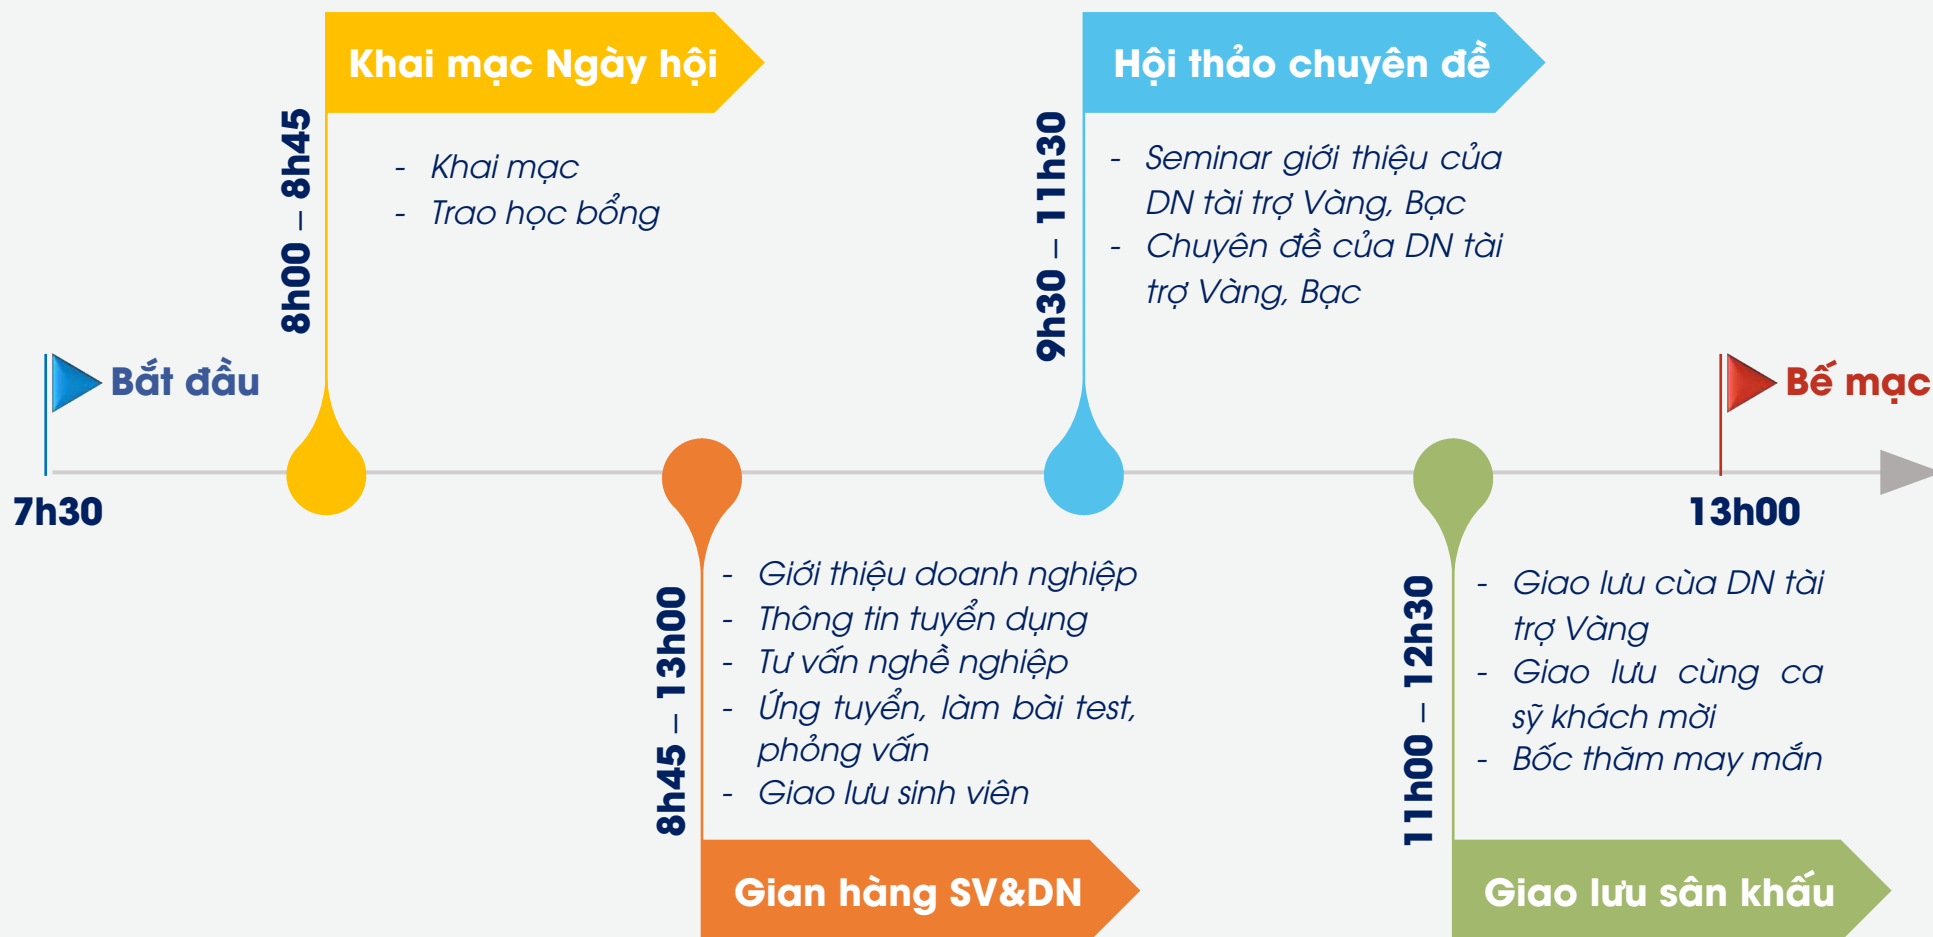 Khai mạc Ngày hội
8h00 – 8h45
- Khai mạc
- Trao học bổng
Hội thảo chuyên đề
9h30 – 11h30
- Seminar giới thiệu của
DN tài trợ Vàng, Bạc
- Chuyên đề của DN tài
trợ Vàng, Bạc
Bắt đầu
7h30
Bế mạc
13h00
8h45 – 13h00
- Giới thiệu doanh nghiệp
- Thông tin tuyển dụng
- Tư vấn nghề nghiệp
- Ứng tuyển, làm bài test,
phỏng vấn
- Giao lưu sinh viên
Gian hàng SV&DN
11h00 – 12h30
- Giao lưu cùa DN tài
trợ Vàng
- Giao lưu cùng ca
sỹ khách mời
- Bốc thăm may mắn
Giao lưu sân khấu